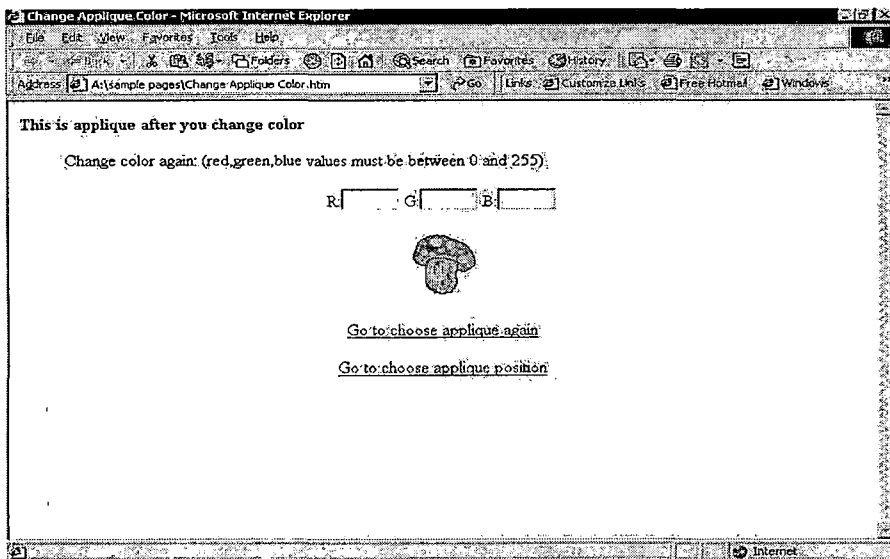 Change Applique Color - Microsoft Internet Explorer
File Edit View Favorites Tools Help
Folders Search Favorites History
Address A:\sample pages\Change Applique Color.htm Go Links Customize Links Free Hotmail Windows
This is applique after you change color
Change color again: (red,green,blue values must be between 0 and 255)
R: G: B:
Go to choose applique again
Go to choose applique position
Internet